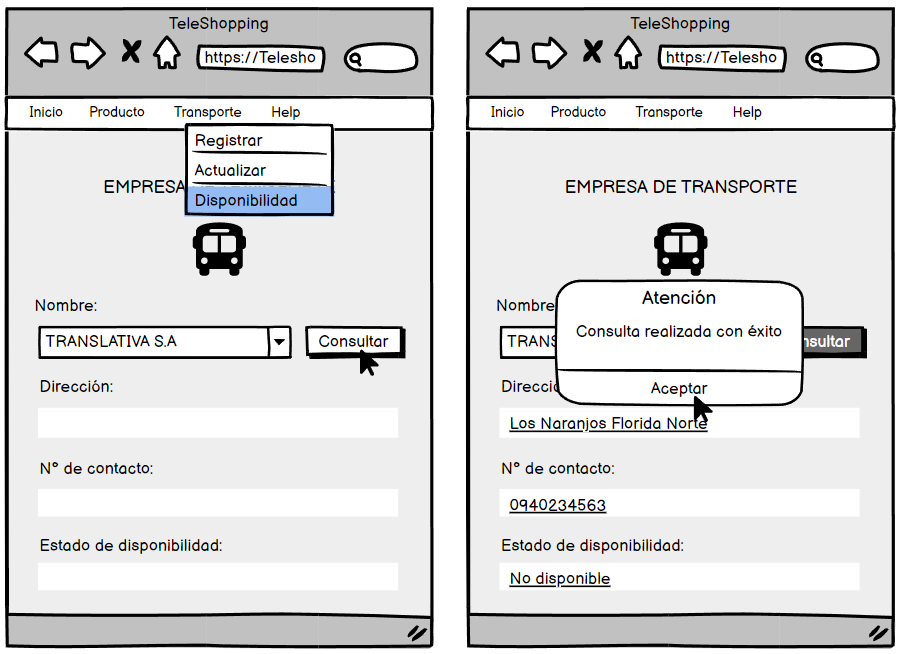 TeleShopping
https://Telesho
Inicio Producto Transporte Help
Registrar
Actualizar
Disponibilidad
EMPRESA
Nombre:
TRANSLATIVA S.A
Consultar
Dirección:
N° de contacto:
Estado de disponibilidad:
TeleShopping
https://Telesho
Inicio Producto Transporte Help
EMPRESA DE TRANSPORTE
Nombre
TRANS
nsultar
Atención
Consulta realizada con éxito
Aceptar
Direcci
Los Naranjos Florida Norte
N° de contacto:
0940234563
Estado de disponibilidad:
No disponible